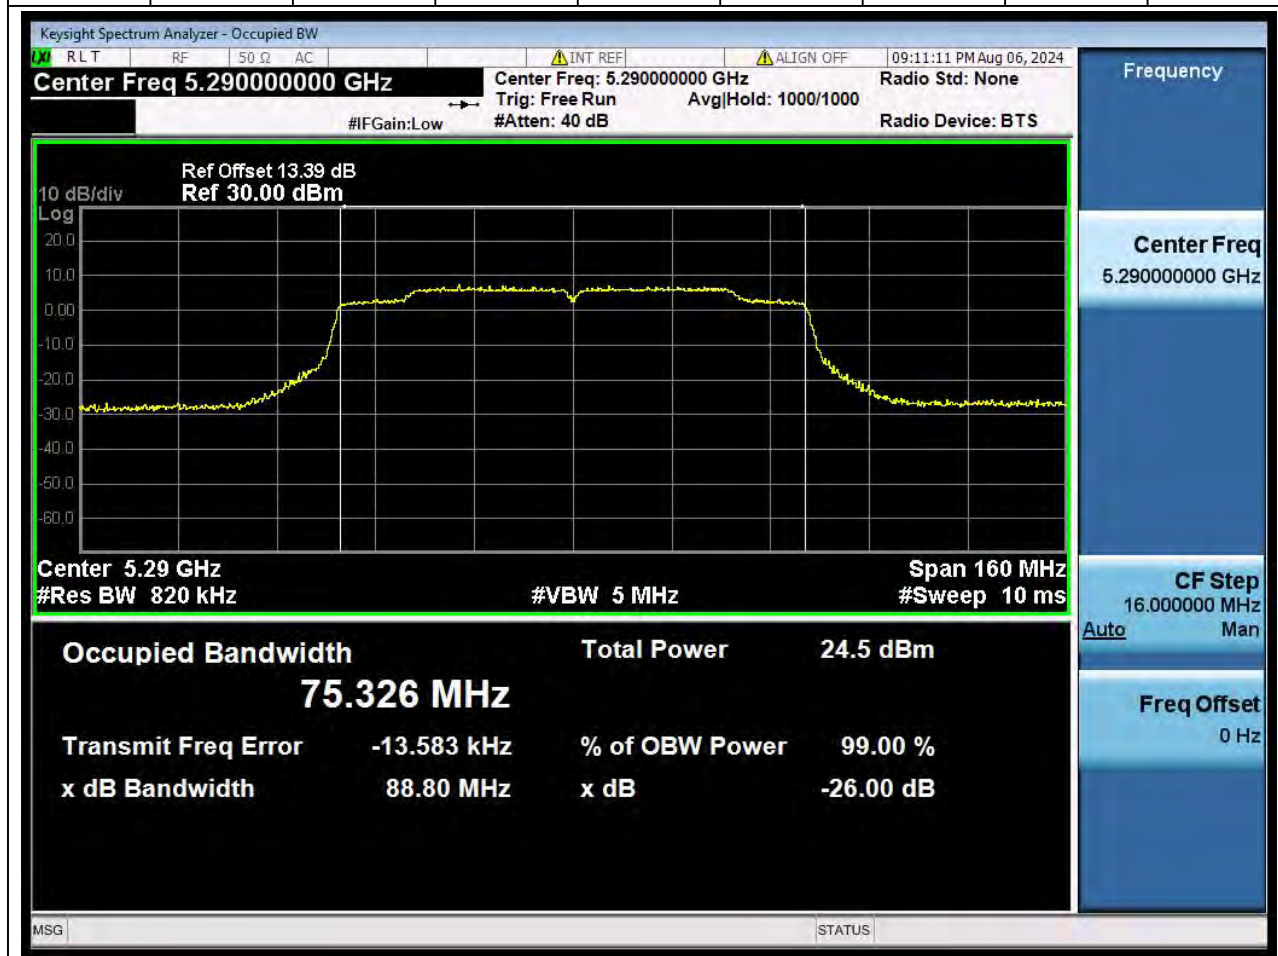 Keysight Spectrum Analyzer - Occupied BW
LXI RLT RF 50 Ω AC INT REF ALIGN OFF 09:11:11 PM Aug 06, 2024
Center Freq 5.290000000 GHz
Center Freq: 5.290000000 GHz
Radio Std: None
Trig: Free Run Avg|Hold: 1000/1000
#IFGain:Low
#Atten: 40 dB
Radio Device: BTS
Ref Offset 13.39 dB
10 dB/div Ref 30.00 dBm
Log
20.0
10.0
0.00
-10.0
-20.0
-30.0
-40.0
-50.0
-60.0
Center 5.29 GHz Span 160 MHz
#Res BW 820 kHz #VBW 5 MHz #Sweep 10 ms
Occupied Bandwidth Total Power 24.5 dBm
75.326 MHz
Transmit Freq Error -13.583 kHz % of OBW Power 99.00 %
x dB Bandwidth 88.80 MHz x dB -26.00 dB
MSG STATUS
Frequency
Center Freq
5.290000000 GHz
CF Step
16.000000 MHz
Auto Man
Freq Offset
0 Hz